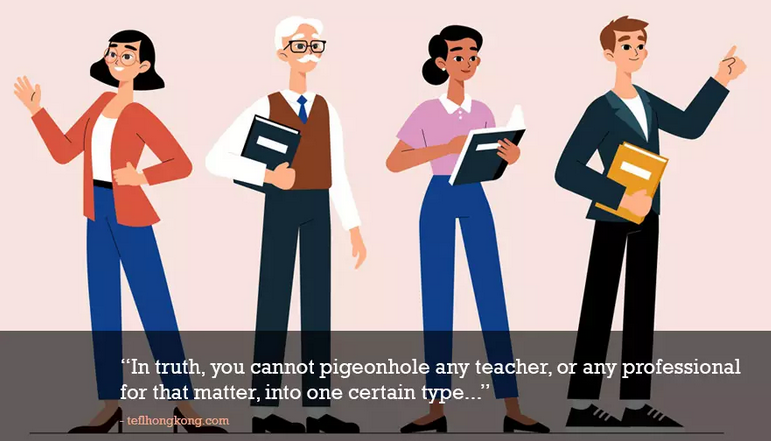 “In truth, you cannot pigeonhole any teacher, or any professional
for that matter, into one certain type...”
- teflhongkong.com